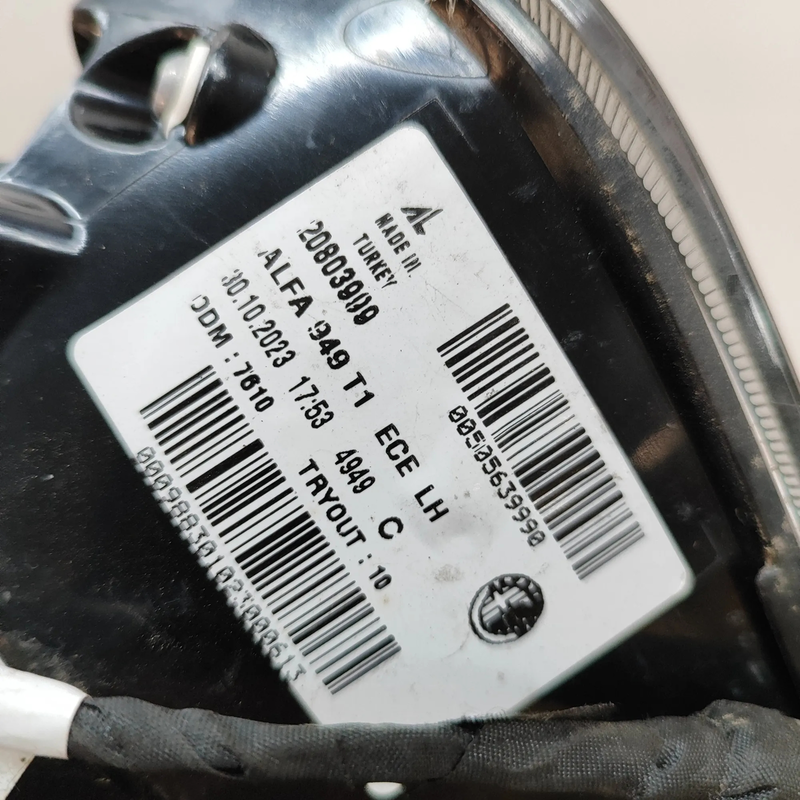 AL
MADE IN
TURKEY
20803909
ALFA 949 T1 ECE LH
30.10.2023 17:53 4949 C
ODM : 7610 TRYOUT : 10
00505639990
000988301023000613